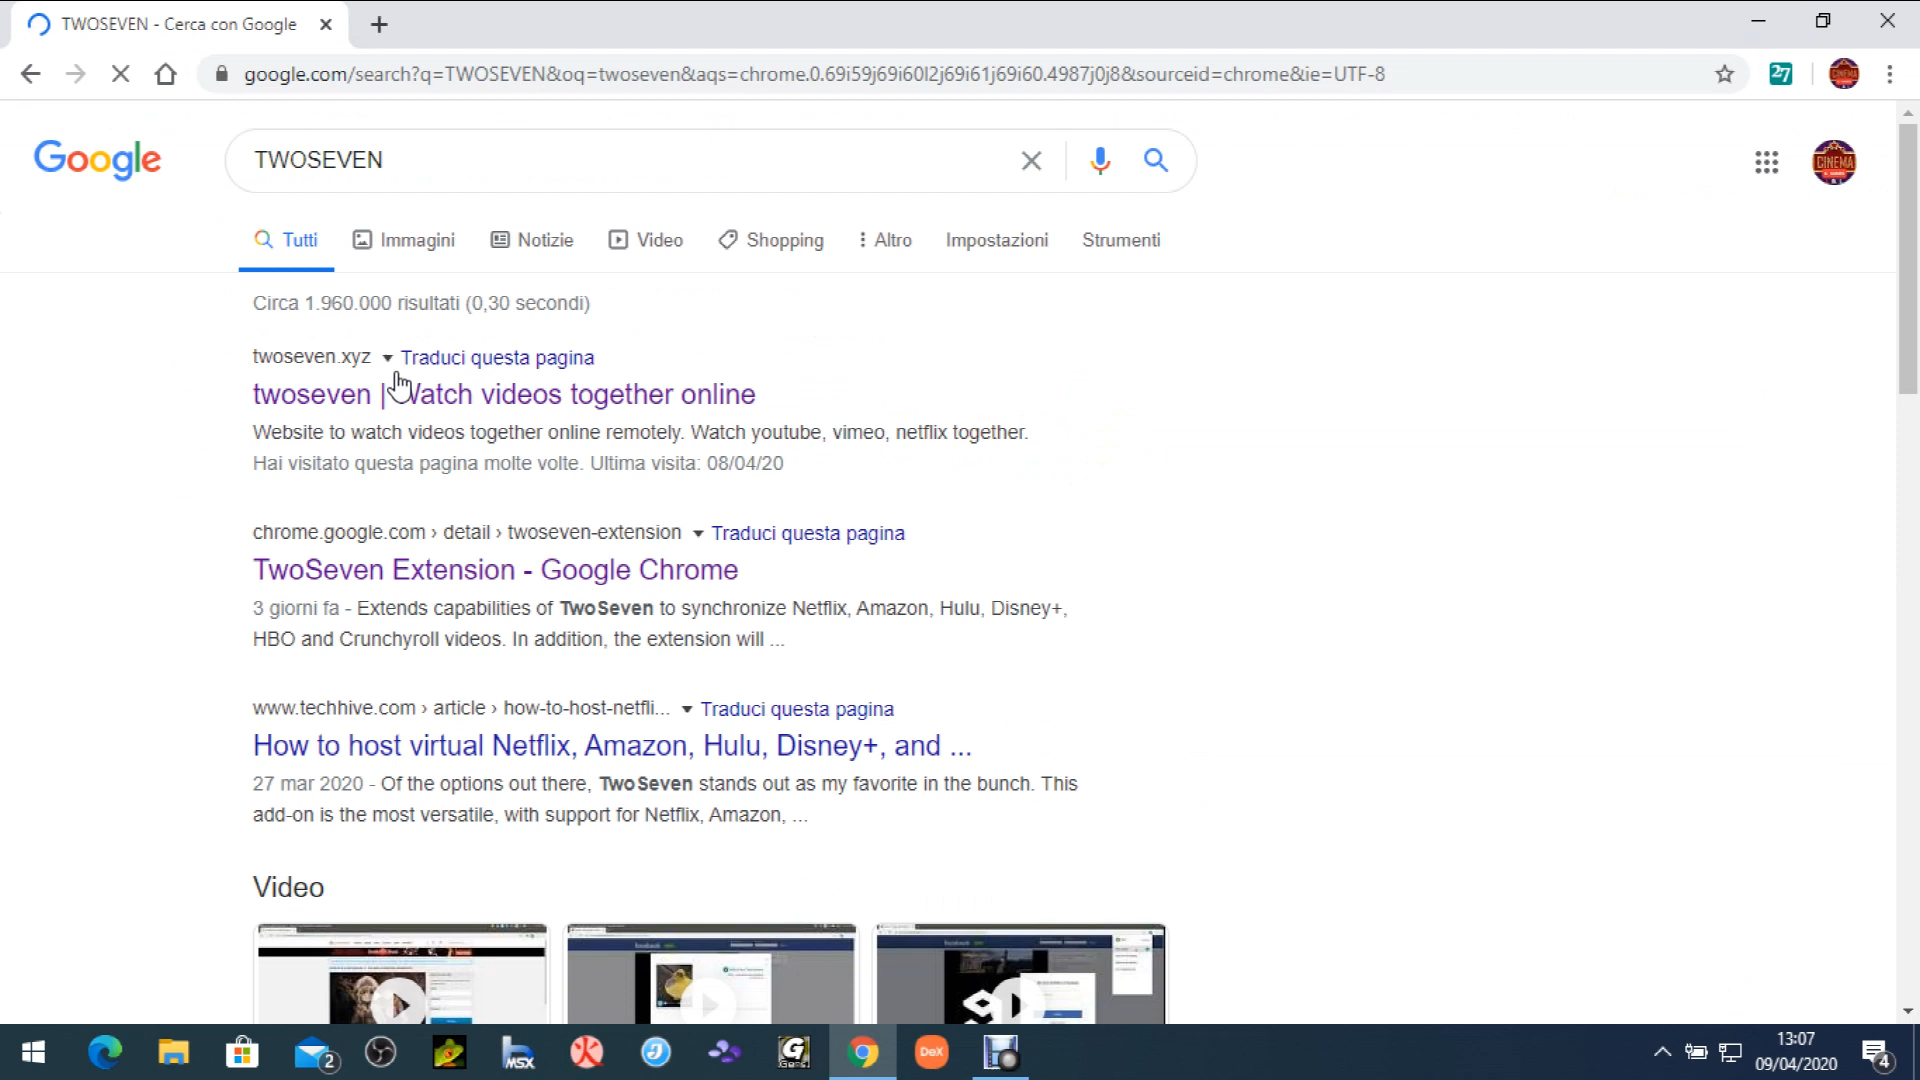 TWOSEVEN - Cerca con Google
google.com/search?q=TWOSEVEN&oq=twoseven&aqs=chrome.0.69i59j69i60l2j69i61j69i60.4987j0j8&sourceid=chrome&ie=UTF-8
27
CINEMA
Google
TWOSEVEN
CINEMA
Tutti
Immagini
Notizie
Video
Shopping
Altro
Impostazioni
Strumenti
Circa 1.960.000 risultati (0,30 secondi)
twoseven.xyz Traduci questa pagina
twoseven | Watch videos together online
Website to watch videos together online remotely. Watch youtube, vimeo, netflix together.
Hai visitato questa pagina molte volte. Ultima visita: 08/04/20
chrome.google.com › detail › twoseven-extension Traduci questa pagina
TwoSeven Extension - Google Chrome
3 giorni fa - Extends capabilities of TwoSeven to synchronize Netflix, Amazon, Hulu, Disney+,
HBO and Crunchyroll videos. In addition, the extension will ...
www.techhive.com › article › how-to-host-netfli... Traduci questa pagina
How to host virtual Netflix, Amazon, Hulu, Disney+, and ...
27 mar 2020 - Of the options out there, TwoSeven stands out as my favorite in the bunch. This
add-on is the most versatile, with support for Netflix, Amazon, ...
Video
2
MSX
G
Gens
DeX
13:07
09/04/2020
4